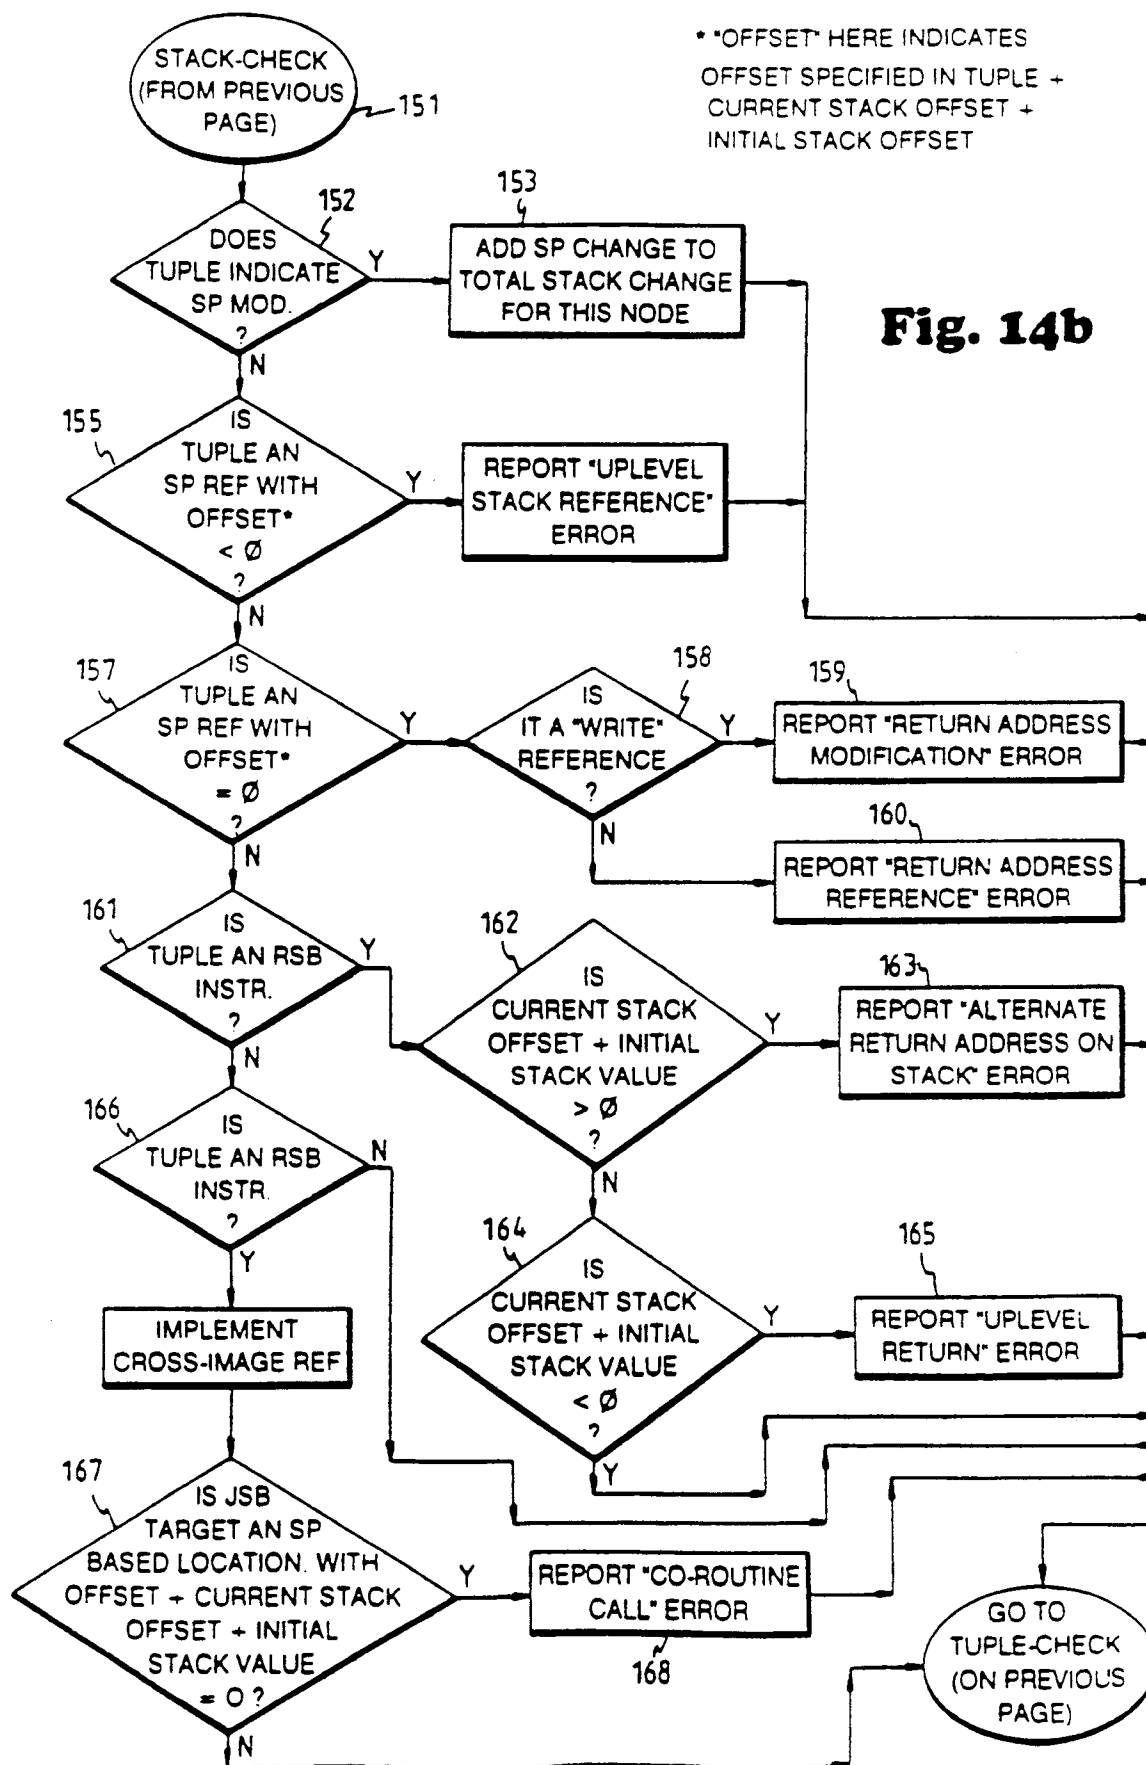 STACK-CHECK
(FROM PREVIOUS
PAGE)
151
* "OFFSET" HERE INDICATES
OFFSET SPECIFIED IN TUPLE +
CURRENT STACK OFFSET +
INITIAL STACK OFFSET
152
DOES
TUPLE INDICATE
SP MOD.
?
Y
N
153
ADD SP CHANGE TO
TOTAL STACK CHANGE
FOR THIS NODE
Fig. 14b
155
IS
TUPLE AN
SP REF WITH
OFFSET*
< Ø
?
Y
N
REPORT "UPLEVEL
STACK REFERENCE"
ERROR
157
IS
TUPLE AN
SP REF WITH
OFFSET*
= Ø
?
Y
N
158
IS
IT A "WRITE"
REFERENCE
?
Y
N
159
REPORT "RETURN ADDRESS
MODIFICATION" ERROR
160
REPORT "RETURN ADDRESS
REFERENCE" ERROR
161
IS
TUPLE AN RSB
INSTR.
?
Y
N
162
IS
CURRENT STACK
OFFSET + INITIAL
STACK VALUE
> Ø
?
Y
N
163
REPORT "ALTERNATE
RETURN ADDRESS ON
STACK" ERROR
166
IS
TUPLE AN RSB
INSTR.
?
N
Y
164
IS
CURRENT STACK
OFFSET + INITIAL
STACK VALUE
< Ø
?
Y
Y
165
REPORT "UPLEVEL
RETURN" ERROR
IMPLEMENT
CROSS-IMAGE REF
167
IS JSB
TARGET AN SP
BASED LOCATION. WITH
OFFSET + CURRENT STACK
OFFSET + INITIAL
STACK VALUE
= O ?
Y
N
REPORT "CO-ROUTINE
CALL" ERROR
168
GO TO
TUPLE-CHECK
(ON PREVIOUS
PAGE)